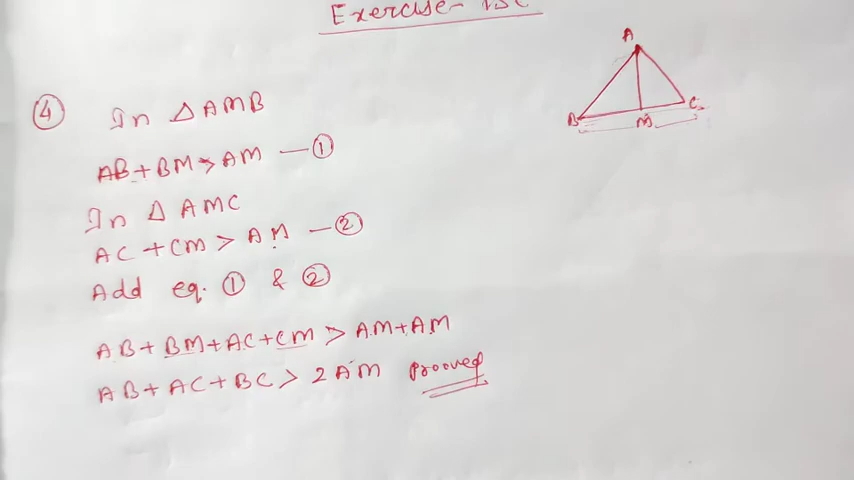 Exercise-
A
B
M
C
④ In △ AMB
AB + BM > AM — ①
In △ AMC
AC + CM > AM — ②
Add eq. ① & ②
AB + BM + AC + CM > AM + AM
AB + AC + BC > 2AM Prooved